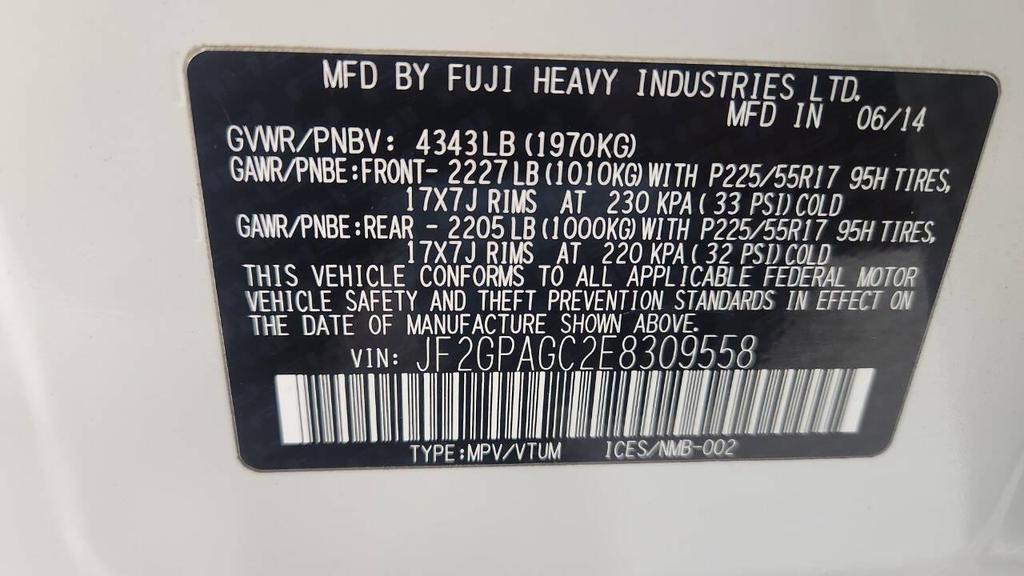 MFD BY FUJI HEAVY INDUSTRIES LTD.
MFD IN 06/14
GVWR/PNBV: 4343LB (1970KG)
GAWR/PNBE:FRONT- 2227LB (1010KG) WITH P225/55R17 95H TIRES,
17X7J RIMS AT 230 KPA ( 33 PSI) COLD
GAWR/PNBE:REAR - 2205LB (1000KG) WITH P225/55R17 95H TIRES,
17X7J RIMS AT 220 KPA ( 32 PSI) COLD
THIS VEHICLE CONFORMS TO ALL APPLICABLE FEDERAL MOTOR
VEHICLE SAFETY AND THEFT PREVENTION STANDARDS IN EFFECT ON
THE DATE OF MANUFACTURE SHOWN ABOVE.
VIN: JF2GPAGC2E8309558
TYPE:MPV/VTUM ICES/NMB-002